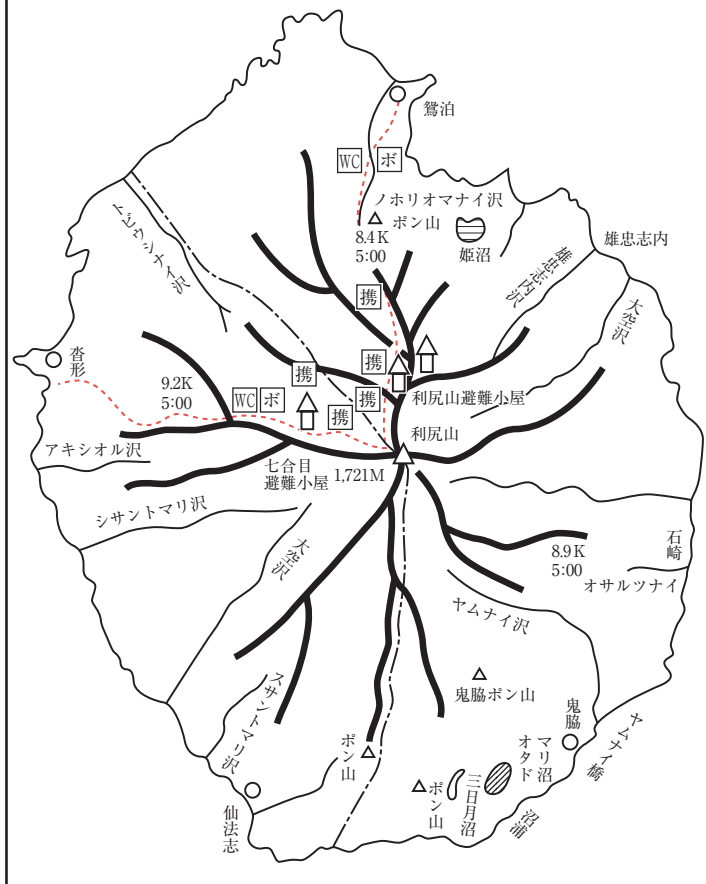 鴛泊
WC
ボ
ノホリオマナイ沢
ポン山
8.4K
5:00
姫沼
雄忠志内
雄忠志内沢
大空沢
トビウシナイ沢
携
携
携
携
携
沓形
9.2K
5:00
WC
ボ
利尻山避難小屋
利尻山
アキシオル沢
七合目
避難小屋
1,721M
シサントマリ沢
大空沢
石崎
8.9K
5:00
オサルツナイ
ヤムナイ沢
鬼脇ポン山
スサントマリ沢
鬼脇
ヤムナイ橋
ポン山
マリ沼
オタド
三日月沼
ポン山
沼浦
仙法志